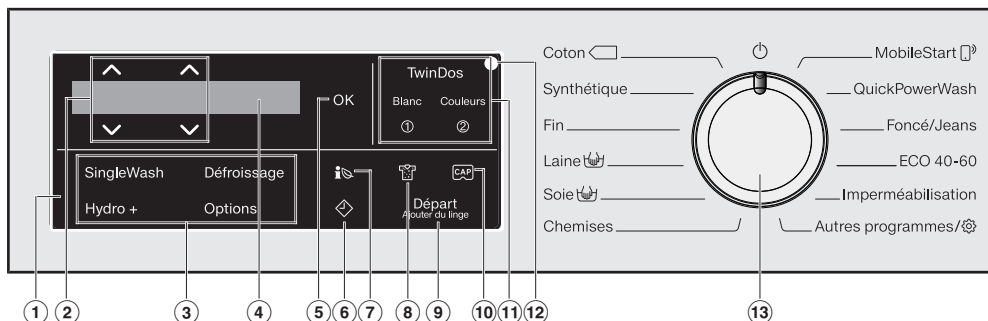 OK
TwinDos
Blanc Couleurs
① ②
SingleWash Défroissage
Hydro + Options
CAP
Départ
Ajouter du linge
Coton
Synthétique
Fin
Laine
Soie
Chemises
MobileStart
QuickPowerWash
Foncé/Jeans
ECO 40-60
Imperméabilisation
Autres programmes/
① ② ③ ④ ⑤ ⑥ ⑦ ⑧ ⑨ ⑩ ⑪ ⑫ ⑬